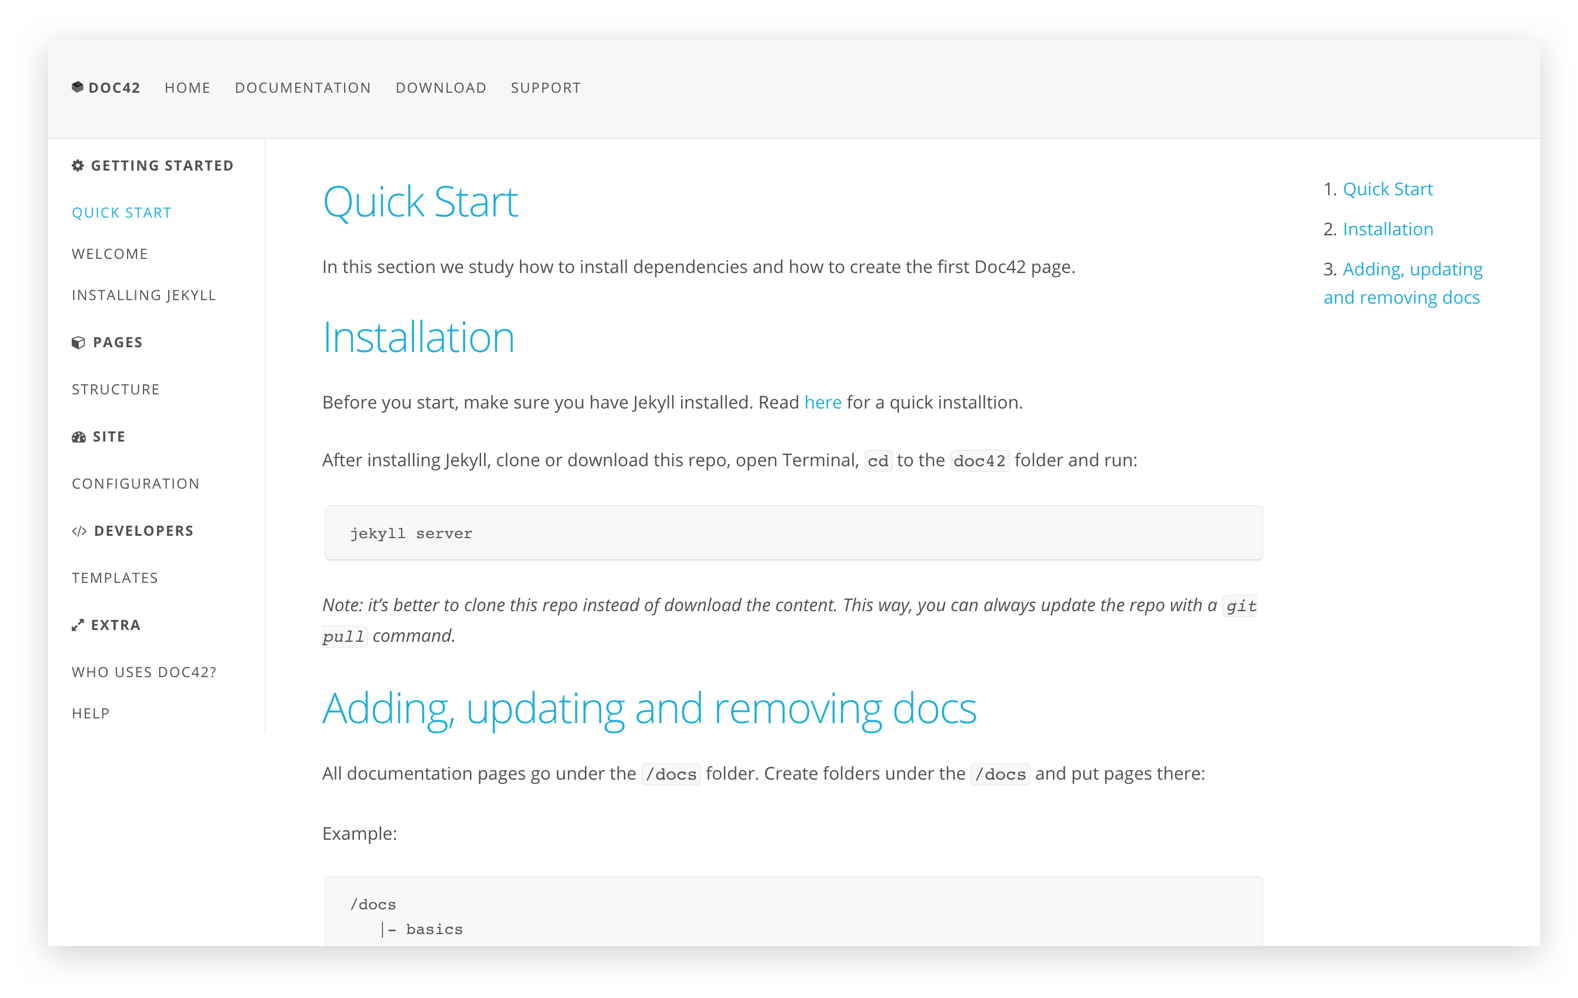 DOC42 HOME DOCUMENTATION DOWNLOAD SUPPORT
GETTING STARTED
QUICK START
WELCOME
INSTALLING JEKYLL
PAGES
STRUCTURE
SITE
CONFIGURATION
</> DEVELOPERS
TEMPLATES
EXTRA
WHO USES DOC42?
HELP
Quick Start
In this section we study how to install dependencies and how to create the first Doc42 page.
Installation
Before you start, make sure you have Jekyll installed. Read here for a quick installtion.
After installing Jekyll, clone or download this repo, open Terminal, cd to the doc42 folder and run:
jekyll server
Note: it’s better to clone this repo instead of download the content. This way, you can always update the repo with a git
pull command.
Adding, updating and removing docs
All documentation pages go under the /docs folder. Create folders under the /docs and put pages there:
Example:
/docs
|- basics
1. Quick Start
2. Installation
3. Adding, updating
and removing docs